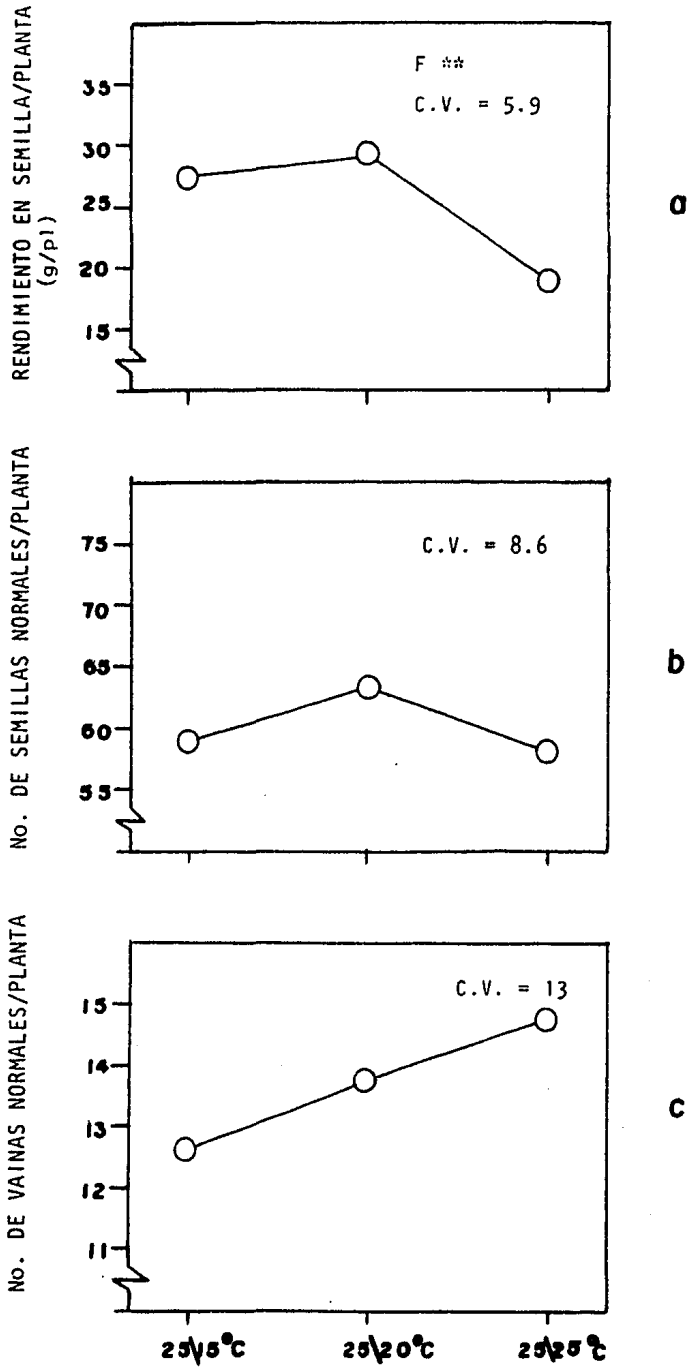 RENDIMIENTO EN SEMILLA/PLANTA
(g/pl)
35
30
25
20
15
F **
C.V. = 5.9
a
No. DE SEMILLAS NORMALES/PLANTA
75
70
65
60
55
C.V. = 8.6
b
No. DE VAINAS NORMALES/PLANTA
15
14
13
12
11
C.V. = 13
c
25\15°C 25\20°C 25\25°C